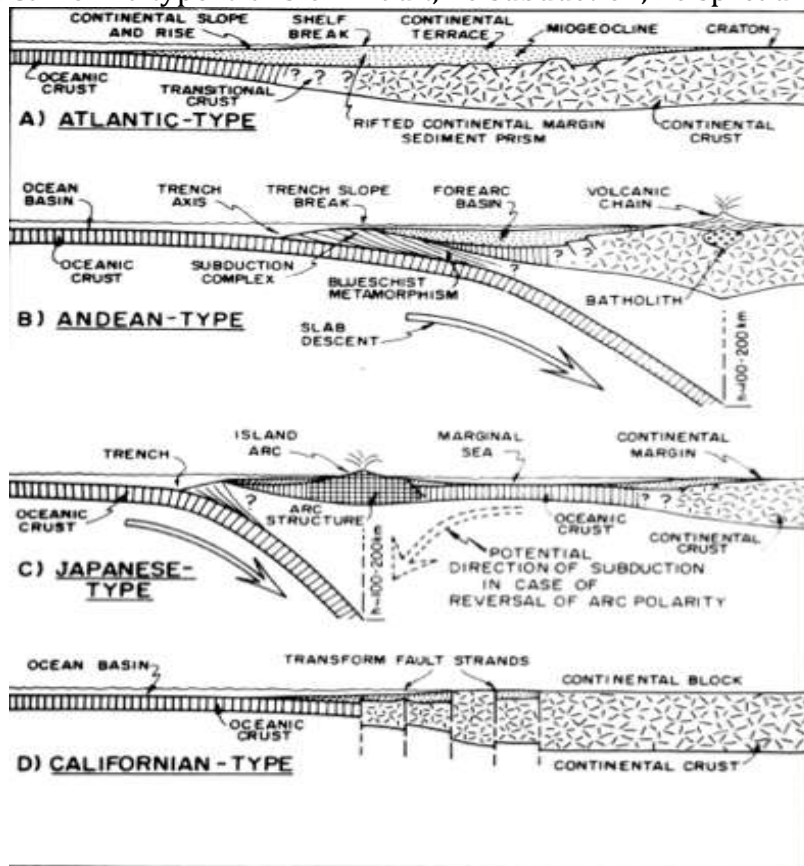 CONTINENTAL SLOPE
AND RISE
SHELF
BREAK
CONTINENTAL
TERRACE
MIOGEOCLINE
CRATON
OCEANIC
CRUST
TRANSITIONAL
CRUST
? ? ?
RIFTED CONTINENTAL MARGIN
SEDIMENT PRISM
CONTINENTAL
CRUST
A) ATLANTIC-TYPE
OCEAN
BASIN
TRENCH
AXIS
TRENCH SLOPE
BREAK
FOREARC
BASIN
VOLCANIC
CHAIN
OCEANIC
CRUST
SUBDUCTION
COMPLEX
BLUESCHIST
METAMORPHISM
?
?
BATHOLITH
B) ANDEAN-TYPE
SLAB
DESCENT
h=100-200km
TRENCH
ISLAND
ARC
MARGINAL
SEA
CONTINENTAL
MARGIN
OCEANIC
CRUST
?
ARC
STRUCTURE
OCEANIC
CRUST
? ?
CONTINENTAL
CRUST
C) JAPANESE-
TYPE
h=100-200km
POTENTIAL
DIRECTION OF SUBDUCTION
IN CASE OF
REVERSAL OF ARC POLARITY
OCEAN BASIN
TRANSFORM FAULT STRANDS
CONTINENTAL BLOCK
OCEANIC
CRUST
CONTINENTAL CRUST
D) CALIFORNIAN-TYPE